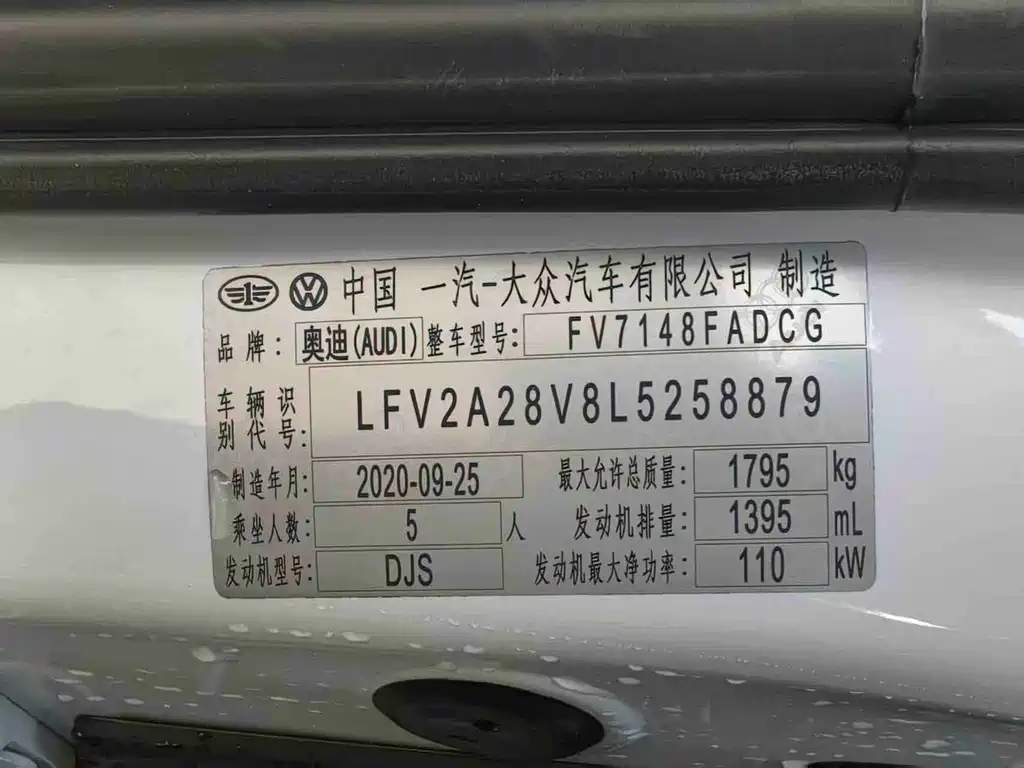 中国 一汽-大众汽车有限公司 制造
品牌: 奥迪(AUDI) 整车型号: FV7148FADCG
车辆识别代号: LFV2A28V8L5258879
制造年月: 2020-09-25 最大允许总质量: 1795 kg
乘坐人数: 5 人 发动机排量: 1395 mL
发动机型号: DJS 发动机最大净功率: 110 kW